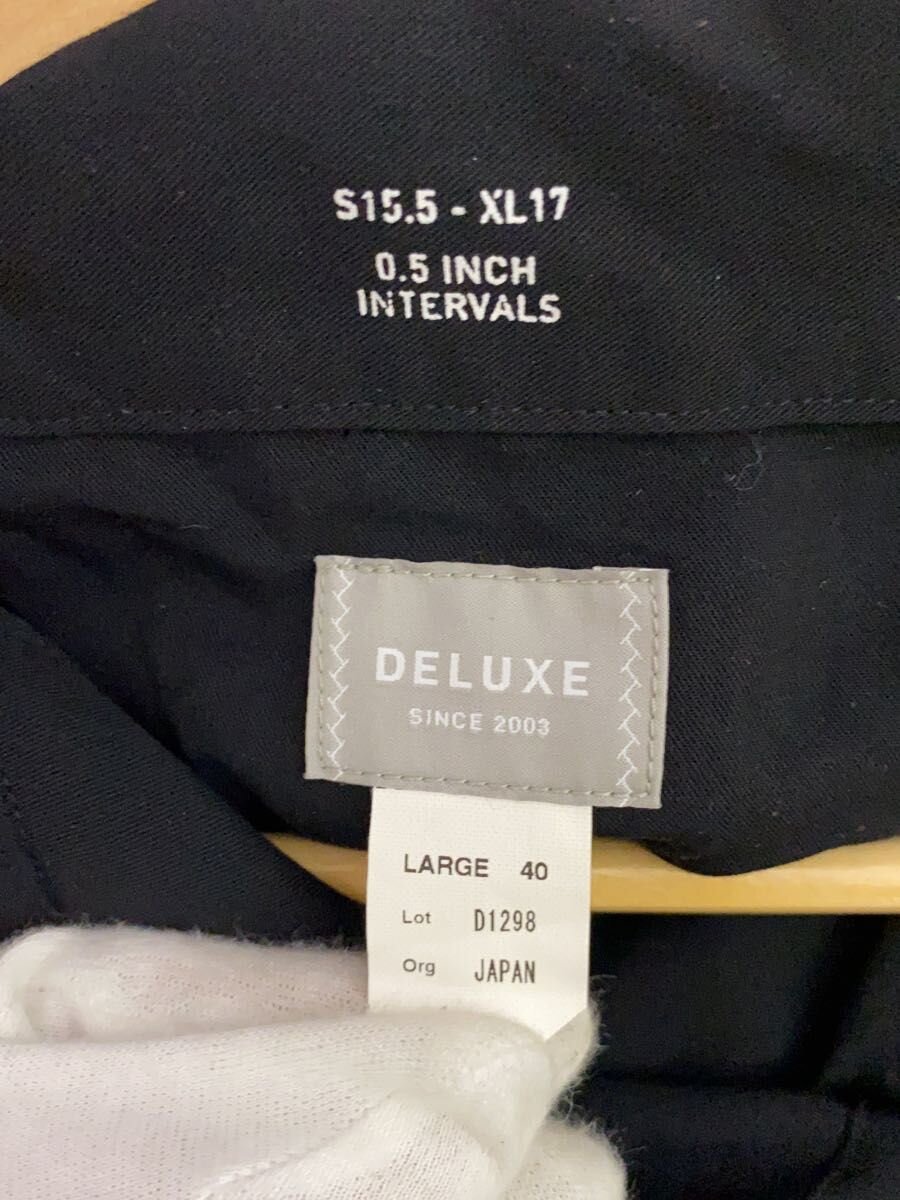 S15.5 - XL17
0.5 INCH
INTERVALS
DELUXE
SINCE 2003
LARGE 40
Lot D1298
Org JAPAN